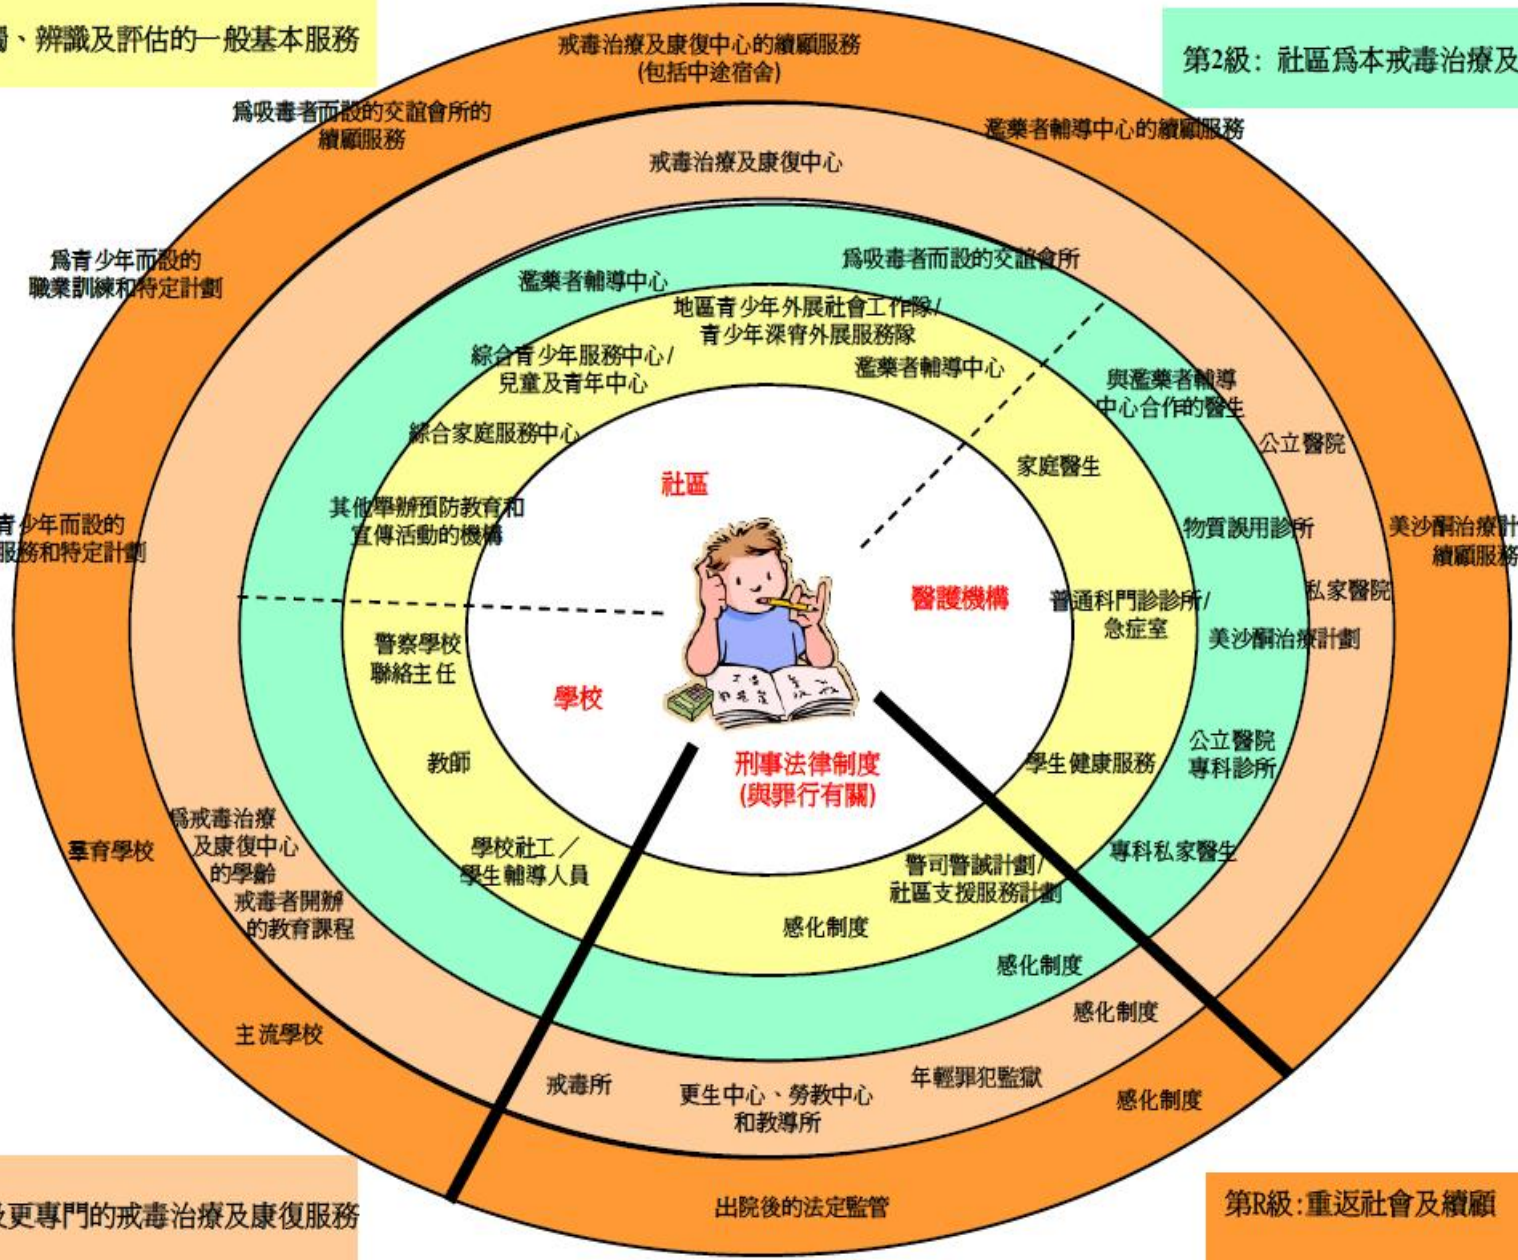 、辨識及評估的一般基本服務
第2級：社區爲本戒毒治療及
戒毒治療及康復中心的續顧服務
(包括中途宿舍)
爲吸毒者而設的交誼會所的
續顧服務
濫藥者輔導中心的續顧服務
戒毒治療及康復中心
爲青少年而設的
職業訓練和特定計劃
爲吸毒者而設的交誼會所
濫藥者輔導中心
地區青少年外展社會工作隊/
青少年深宵外展服務隊
綜合青少年服務中心/
兒童及青年中心
濫藥者輔導中心
與濫藥者輔導
中心合作的醫生
綜合家庭服務中心
公立醫院
家庭醫生
社區
其他舉辦預防教育和
宣傳活動的機構
青少年而設的
服務和特定計劃
物質誤用診所
美沙酮治療計
續顧服務
私家醫院
醫護機構
普通科門診診所/
急症室
美沙酮治療計劃
警察學校
聯絡主任
學校
公立醫院
專科診所
教師
刑事法律制度
(與罪行有關)
學生健康服務
爲戒毒治療
及康復中心
的學齡
戒毒者開辦
的教育課程
羣育學校
學校社工／
學生輔導人員
警司警誡計劃/
社區支援服務計劃
專科私家醫生
感化制度
感化制度
感化制度
主流學校
戒毒所
更生中心、勞教中心
和教導所
年輕罪犯監獄
感化制度
出院後的法定監管
更專門的戒毒治療及康復服務
第R級:重返社會及續顧